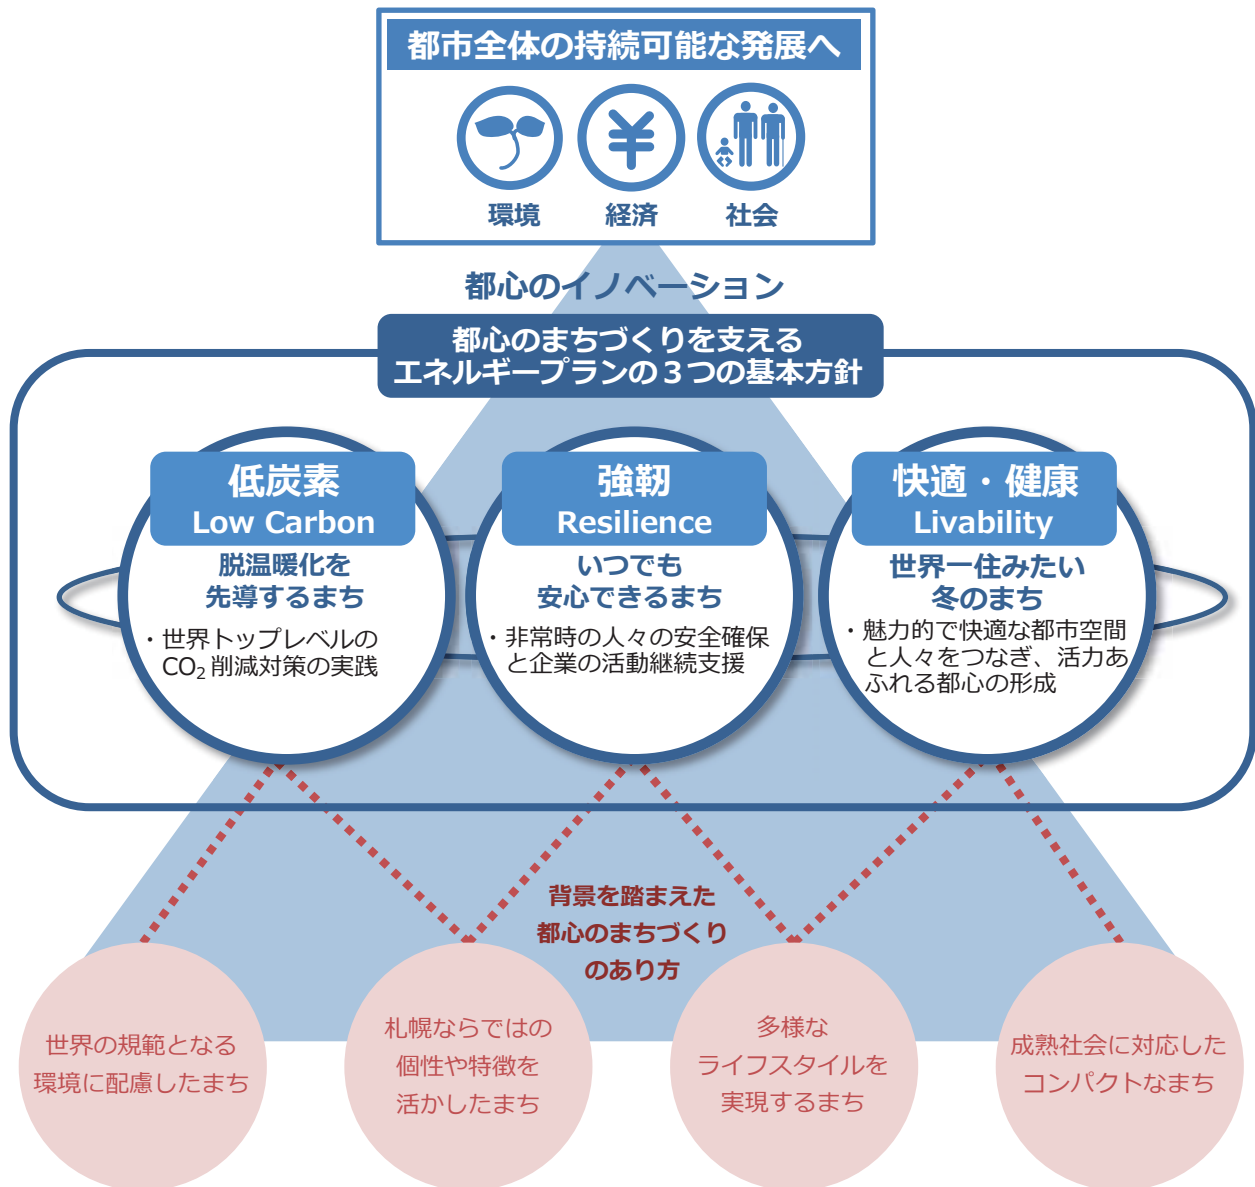 都市全体の持続可能な発展へ
¥
環境
経済
社会
都心のイノベーション
都心のまちづくりを支える
エネルギープランの３つの基本方針
低炭素
Low Carbon
脱温暖化を
先導するまち
・世界トップレベルの
CO₂ 削減対策の実践
強靭
Resilience
いつでも
安心できるまち
・非常時の人々の安全確保
と企業の活動継続支援
快適・健康
Livability
世界一住みたい
冬のまち
・魅力的で快適な都市空間
と人々をつなぎ、活力あ
ふれる都心の形成
背景を踏まえた
都心のまちづくり
のあり方
世界の規範となる
環境に配慮したまち
札幌ならではの
個性や特徴を
活かしたまち
多様な
ライフスタイルを
実現するまち
成熟社会に対応した
コンパクトなまち